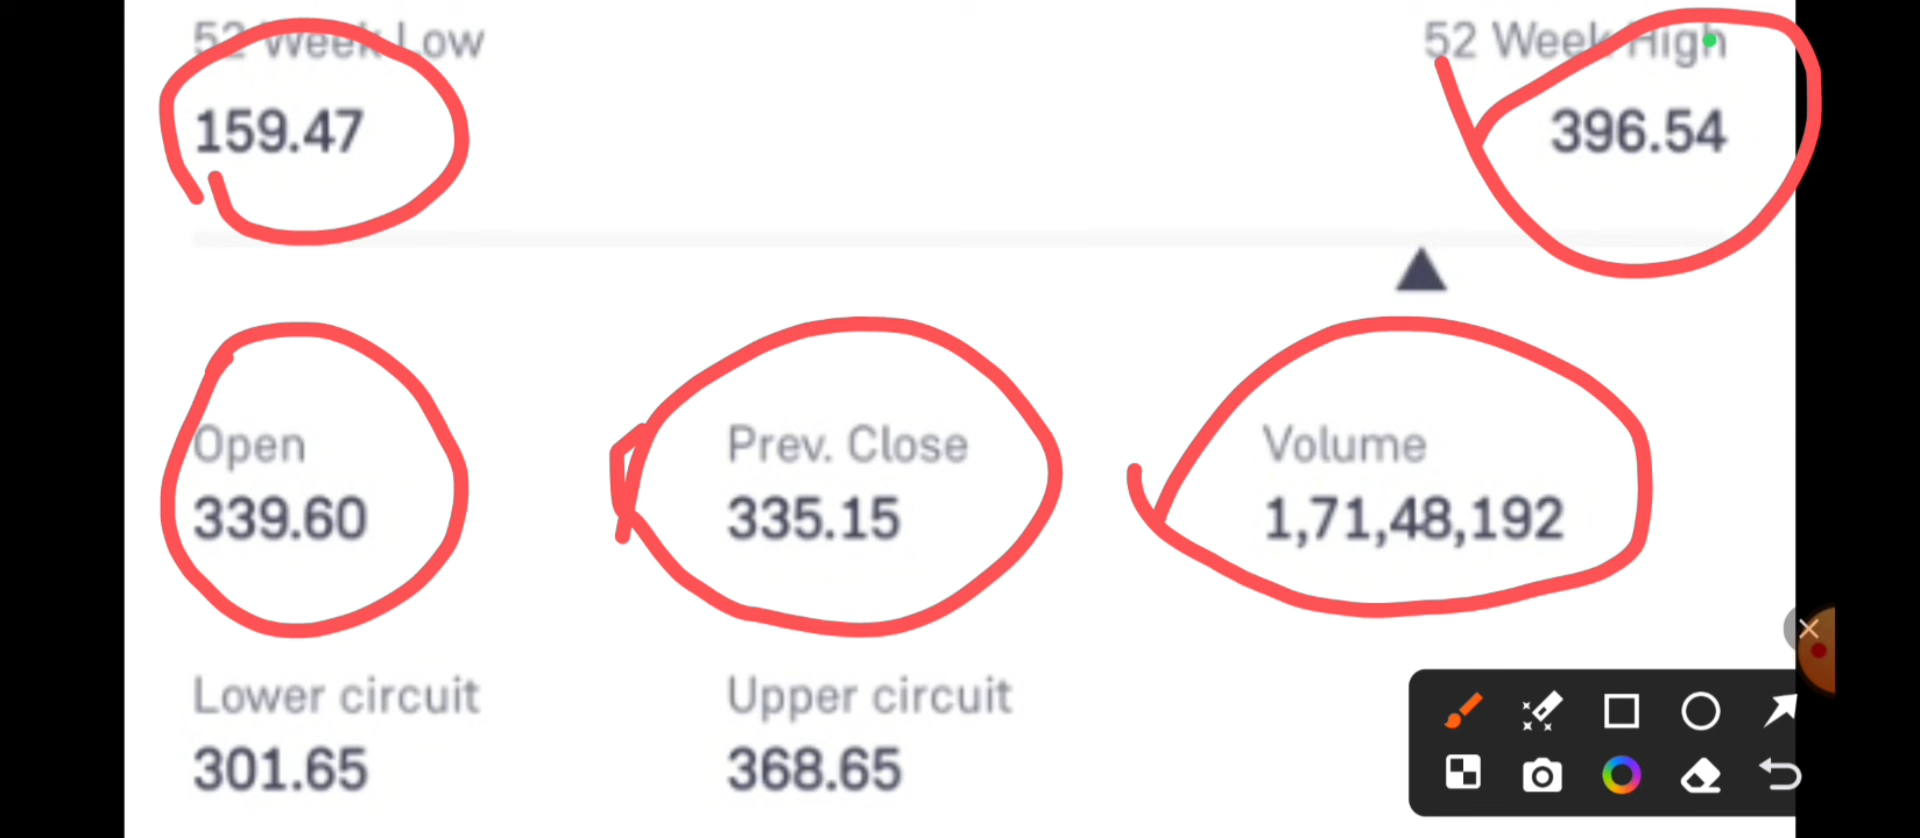 52 Week Low 52 Week High
159.47 396.54
Open Prev. Close Volume
339.60 335.15 1,71,48,192
Lower circuit Upper circuit
301.65 368.65